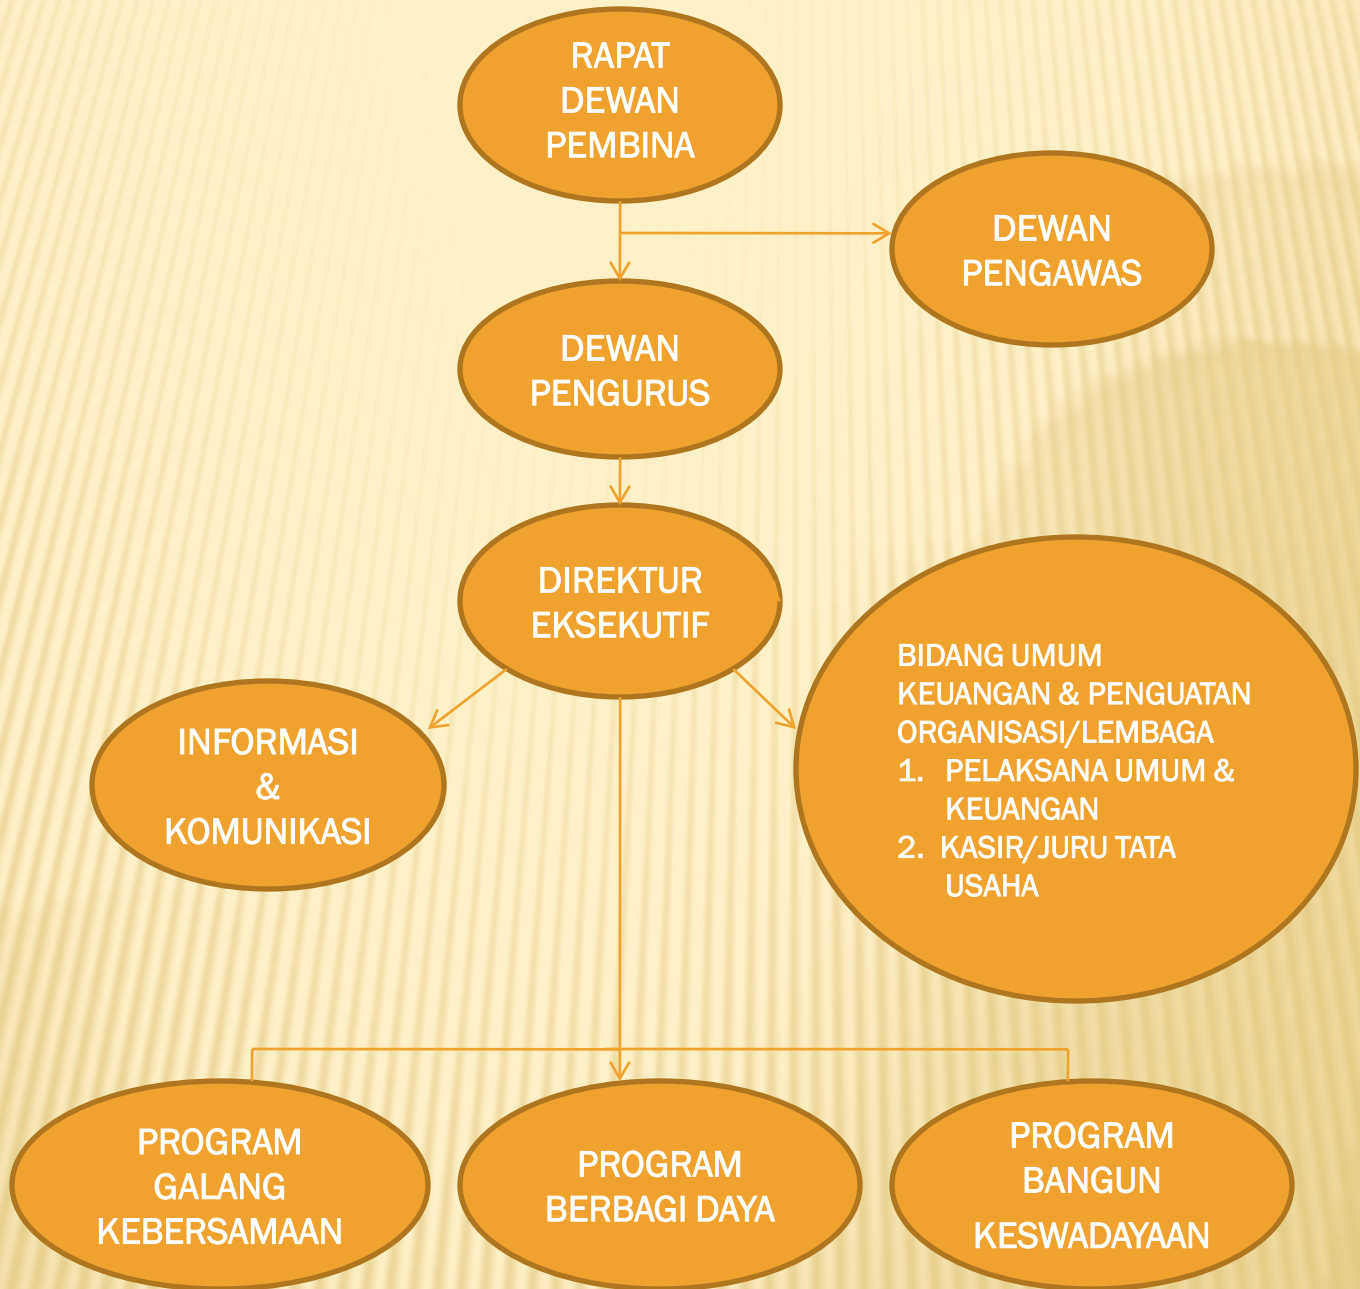 RAPAT
DEWAN
PEMBINA
DEWAN
PENGAWAS
DEWAN
PENGURUS
DIREKTUR
EKSEKUTIF
INFORMASI
&
KOMUNIKASI
BIDANG UMUM
KEUANGAN & PENGUATAN
ORGANISASI/LEMBAGA
1. PELAKSANA UMUM &
KEUANGAN
2. KASIR/JURU TATA
USAHA
PROGRAM
GALANG
KEBERSAMAAN
PROGRAM
BERBAGI DAYA
PROGRAM
BANGUN
KESWADAYAAN